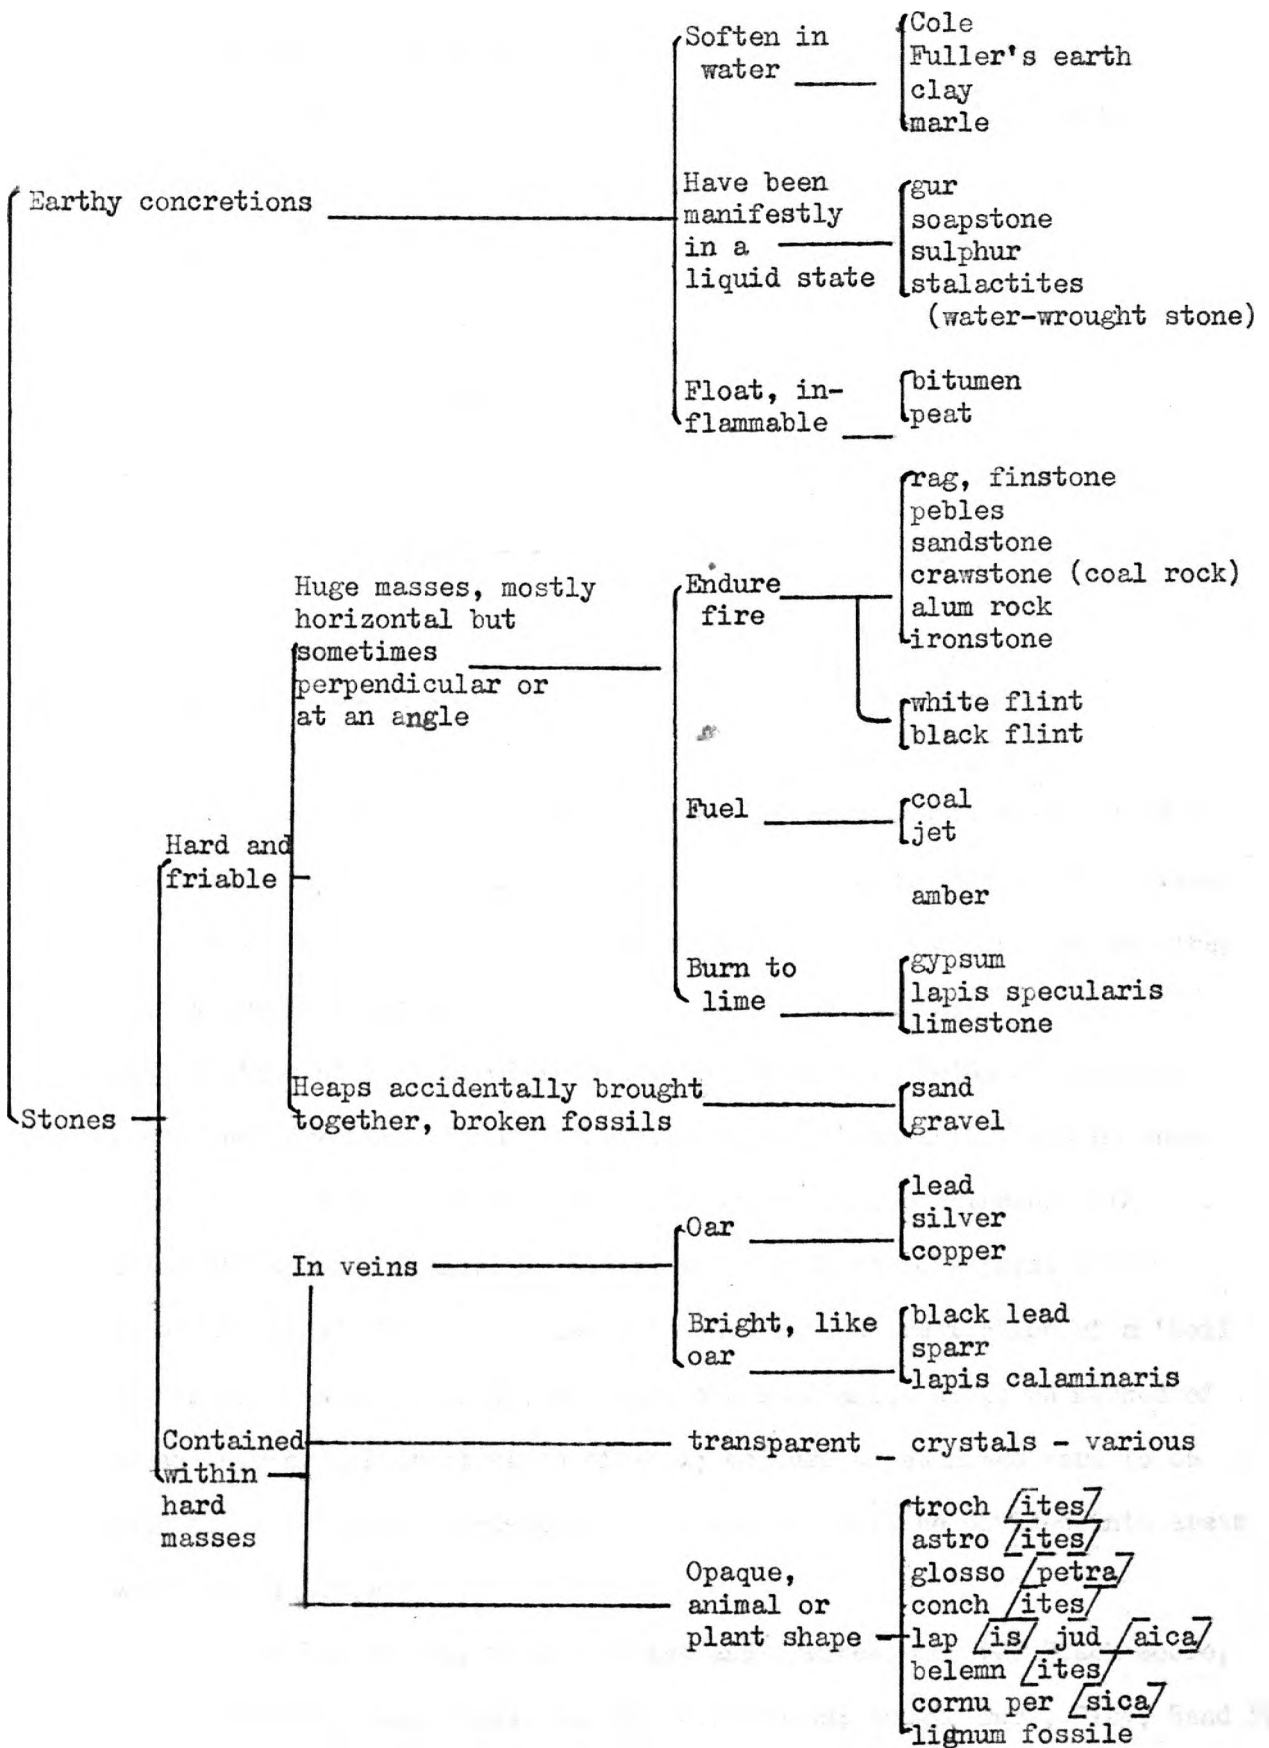 Soften in
water
Cole
Fuller's earth
clay
marle
Earthy concretions
Have been
manifestly
in a
liquid state
gur
soapstone
sulphur
stalactites
(water-wrought stone)
Float, in-
flammable
bitumen
peat
Huge masses, mostly
horizontal but
sometimes
perpendicular or
at an angle
Endure
fire
rag, finstone
pebles
sandstone
crawstone (coal rock)
alum rock
ironstone
white flint
black flint
Fuel
coal
jet
Hard and
friable
amber
Burn to
lime
gypsum
lapis specularis
limestone
Stones
Heaps accidentally brought
together, broken fossils
sand
gravel
In veins
Oar
lead
silver
copper
Bright, like
oar
black lead
sparr
lapis calaminaris
Contained
within
hard
masses
transparent
crystals - various
Opaque,
animal or
plant shape
troch [ites]
astro [ites]
glosso [petra]
conch [ites]
lap [is] jud [aica]
belemn [ites]
cornu per [sica]
lignum fossile